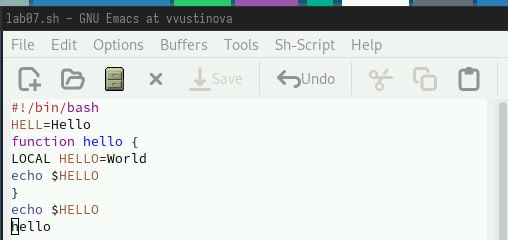 lab07.sh – GNU Emacs at vvustinova
File Edit Options Buffers Tools Sh-Script Help
Save Undo
#!/bin/bash
HELL=Hello
function hello {
LOCAL HELLO=World
echo $HELLO
}
echo $HELLO
hello